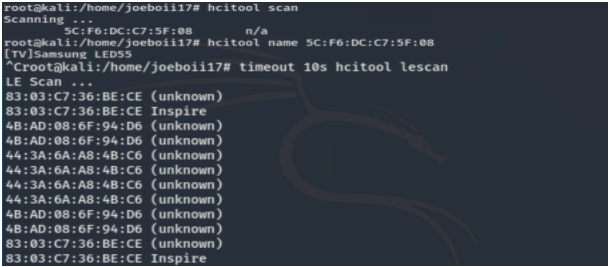 root@kali:/home/joeboii17# hcitool scan
Scanning ...
5C:F6:DC:C7:5F:08 n/a
root@kali:/home/joeboii17# hcitool name 5C:F6:DC:C7:5F:08
[TV]Samsung LED55
^Croot@kali:/home/joeboii17# timeout 10s hcitool lescan
LE Scan ...
83:03:C7:36:BE:CE (unknown)
83:03:C7:36:BE:CE Inspire
4B:AD:08:6F:94:D6 (unknown)
4B:AD:08:6F:94:D6 (unknown)
44:3A:6A:A8:4B:C6 (unknown)
44:3A:6A:A8:4B:C6 (unknown)
44:3A:6A:A8:4B:C6 (unknown)
44:3A:6A:A8:4B:C6 (unknown)
4B:AD:08:6F:94:D6 (unknown)
4B:AD:08:6F:94:D6 (unknown)
83:03:C7:36:BE:CE (unknown)
83:03:C7:36:BE:CE Inspire